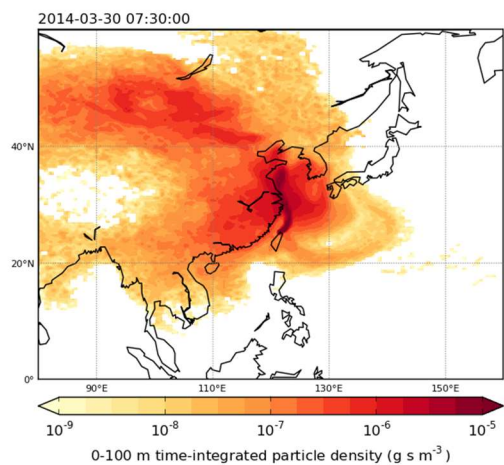 2014-03-30 07:30:00
40°N
20°N
0°
90°E 110°E 130°E 150°E
10⁻⁹ 10⁻⁸ 10⁻⁷ 10⁻⁶ 10⁻⁵
0-100 m time-integrated particle density (g s m⁻³)